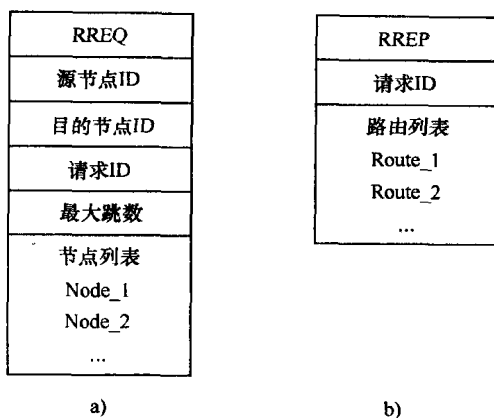 RREQ
源节点ID
目的节点ID
请求ID
最大跳数
节点列表
Node_1
Node_2
...
a)
RREP
请求ID
路由列表
Route_1
Route_2
...
b)